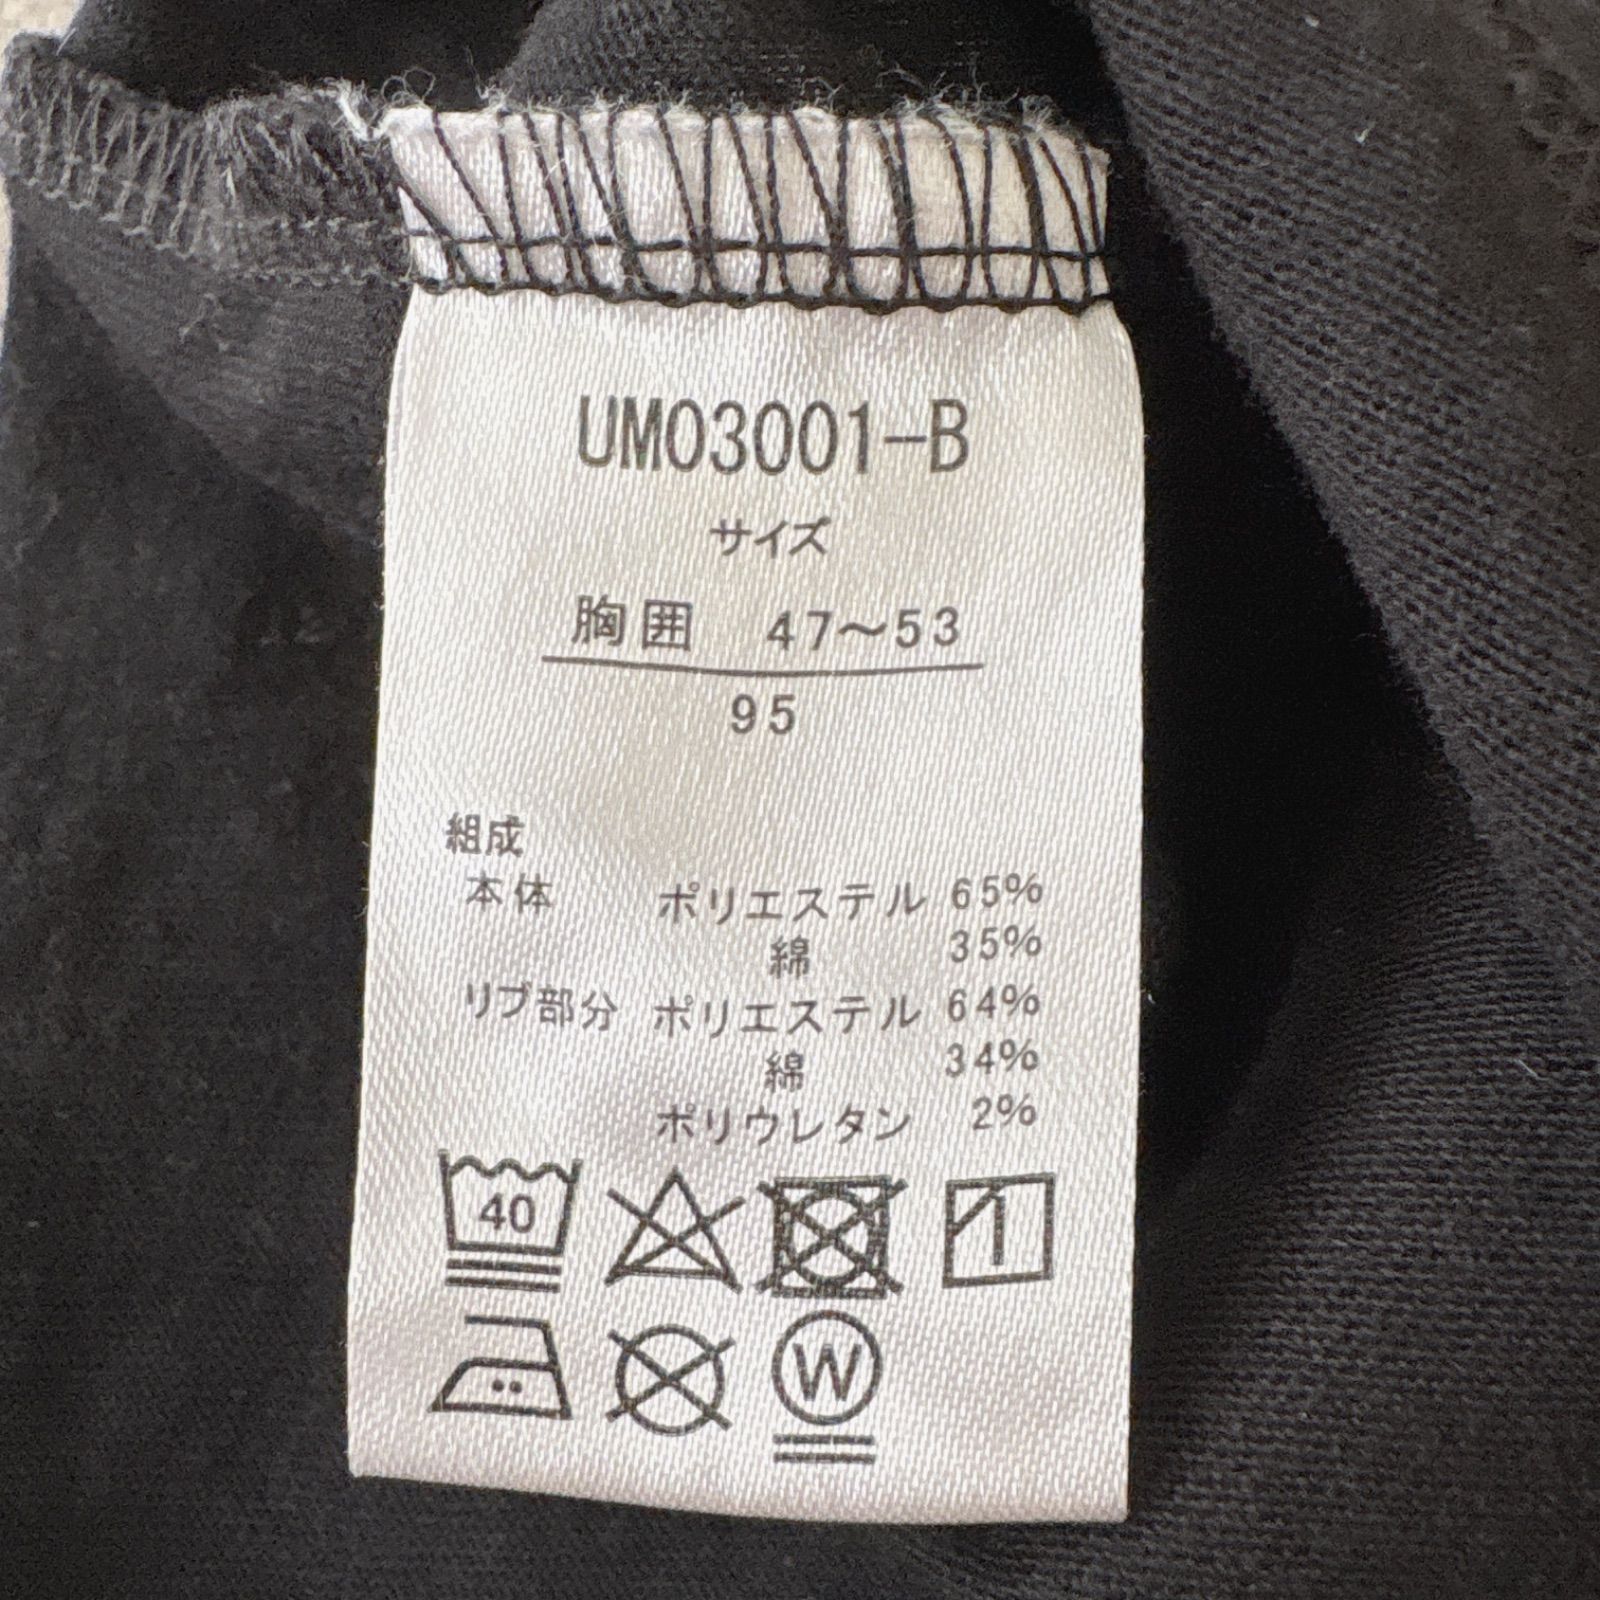 UM03001-B
サイズ
胸囲 47～53
95
組成
本体 ポリエステル 65%
綿 35%
リブ部分 ポリエステル 64%
綿 34%
ポリウレタン 2%
40
W